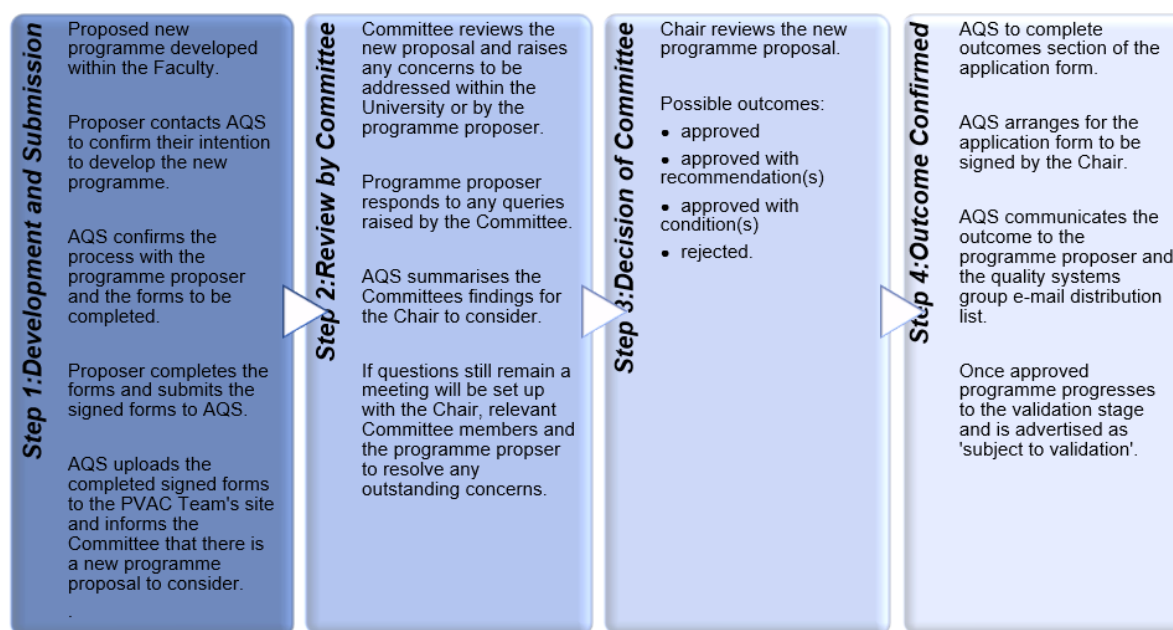 Step 1:Development and Submission
Proposed new
programme developed
within the Faculty.
Proposer contacts AQS
to confirm their intention
to develop the new
programme.
AQS confirms the
process with the
programme proposer
and the forms to be
completed.
Proposer completes the
forms and submits the
signed forms to AQS.
AQS uploads the
completed signed forms
to the PVAC Team's site
and informs the
Committee that there is
a new programme
proposal to consider.
.
Step 2:Review by Committee
Committee reviews the
new proposal and raises
any concerns to be
addressed within the
University or by the
programme proposer.
Programme proposer
responds to any queries
raised by the Committee.
AQS summarises the
Committees findings for
the Chair to consider.
If questions still remain a
meeting will be set up
with the Chair, relevant
Committee members and
the programme propser
to resolve any
outstanding concerns.
Step 3:Decision of Committee
Chair reviews the new
programme proposal.
Possible outcomes:
• approved
• approved with
recommendation(s)
• approved with
condition(s)
• rejected.
Step 4:Outcome Confirmed
AQS to complete
outcomes section of the
application form.
AQS arranges for the
application form to be
signed by the Chair.
AQS communicates the
outcome to the
programme proposer and
the quality systems
group e-mail distribution
list.
Once approved
programme progresses
to the validation stage
and is advertised as
'subject to validation'.